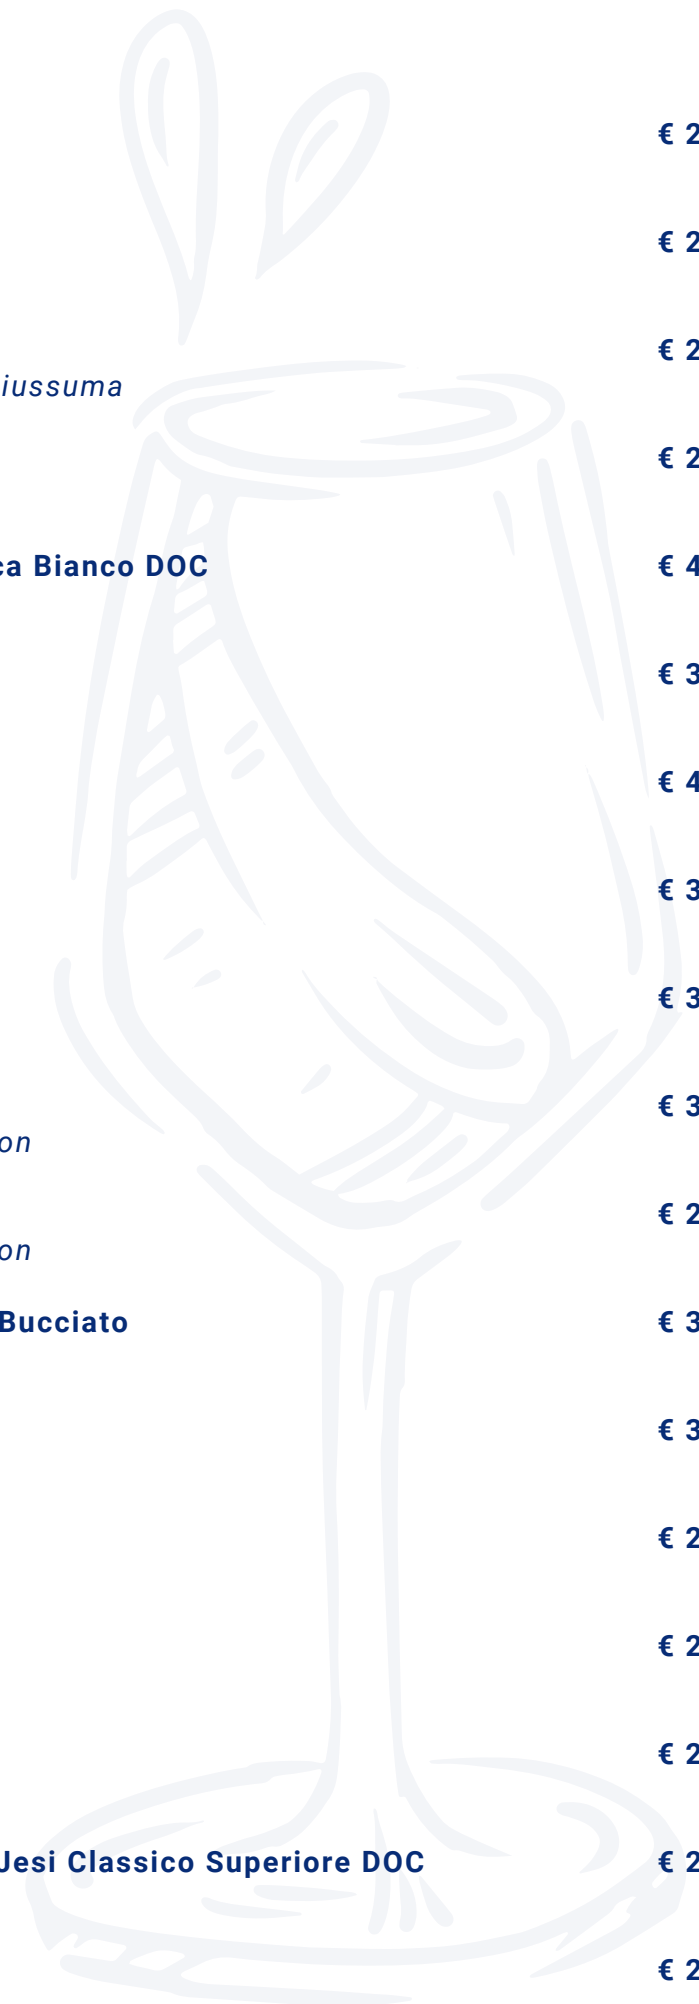 € 2
€ 2
€ 2
iussuma
€ 2
ca Bianco DOC € 4
€ 3
€ 4
€ 3
€ 3
€ 3
on
€ 2
on
Bucciato € 3
€ 3
€ 2
€ 2
€ 2
Jesi Classico Superiore DOC € 2
€ 2